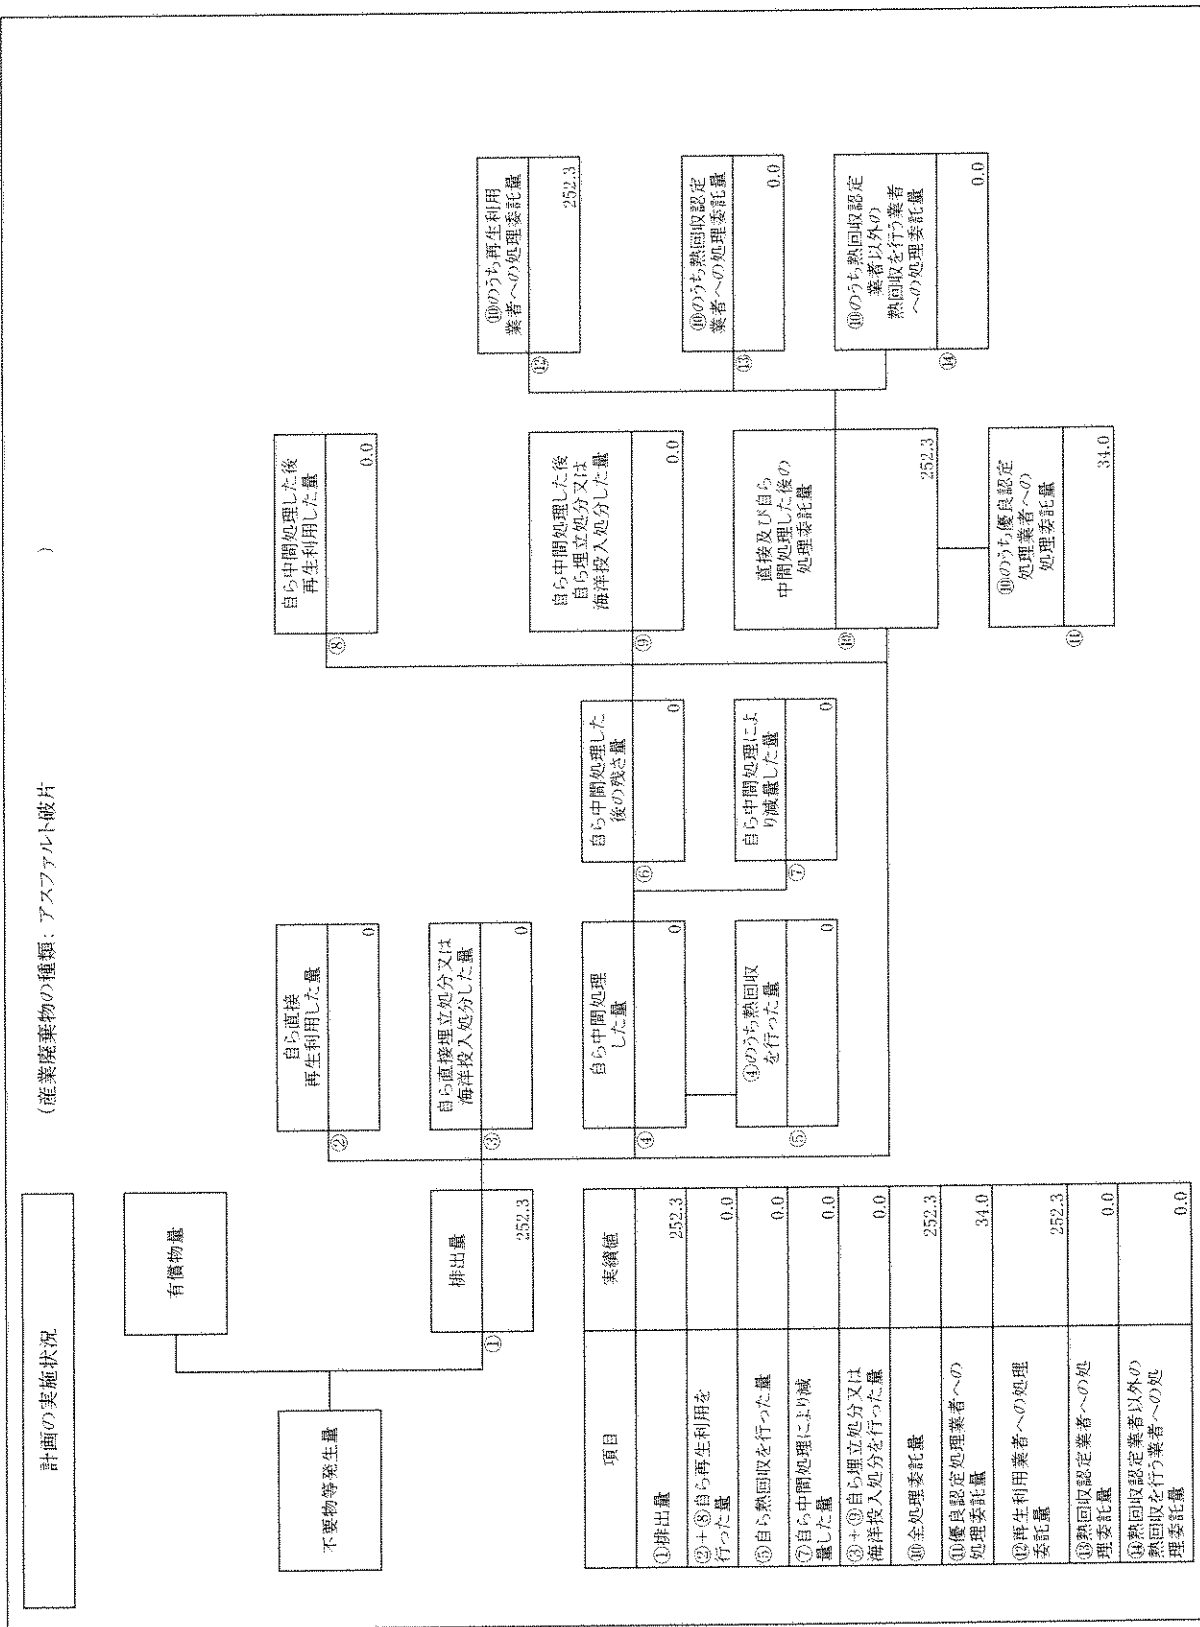 計画の実施状況
(産業廃棄物の種類: アスファルト破片
)
不要物等発生量
有償物量
①
排出量
252.3
②
自ら直接
再生利用した量
0
③
自ら直接埋立処分又は
海洋投入処分した量
0
④
自ら中間処理
した量
0
⑤
④のうち熱回収
を行った量
0
⑥
自ら中間処理した
後の残さ量
0
⑦
自ら中間処理によ
り減量した量
0
⑧
自ら中間処理した後
再生利用した量
0.0
⑨
自ら中間処理した後
自ら埋立処分又は
海洋投入処分した量
0.0
⑩
直接及び自ら
中間処理した後の
処理委託量
252.3
⑪
⑩のうち優良認定
処理業者への
処理委託量
34.0
⑫
⑩のうち再生利用
業者への処理委託量
252.3
⑬
⑩のうち熱回収認定
業者への処理委託量
0.0
⑭
⑩のうち熱回収認定
業者以外の
熱回収を行う業者
への処理委託量
0.0
項目
実績値
①排出量
252.3
②+⑧自ら再生利用を
行った量
0.0
⑤自ら熱回収を行った量
0.0
⑦自ら中間処理により減
量した量
0.0
③+⑨自ら埋立処分又は
海洋投入処分を行った量
0.0
⑩全処理委託量
252.3
⑪優良認定処理業者への
処理委託量
34.0
⑫再生利用業者への処理
委託量
252.3
⑬熱回収認定業者への処
理委託量
0.0
⑭熱回収認定業者以外の
熱回収を行う業者への処
理委託量
0.0